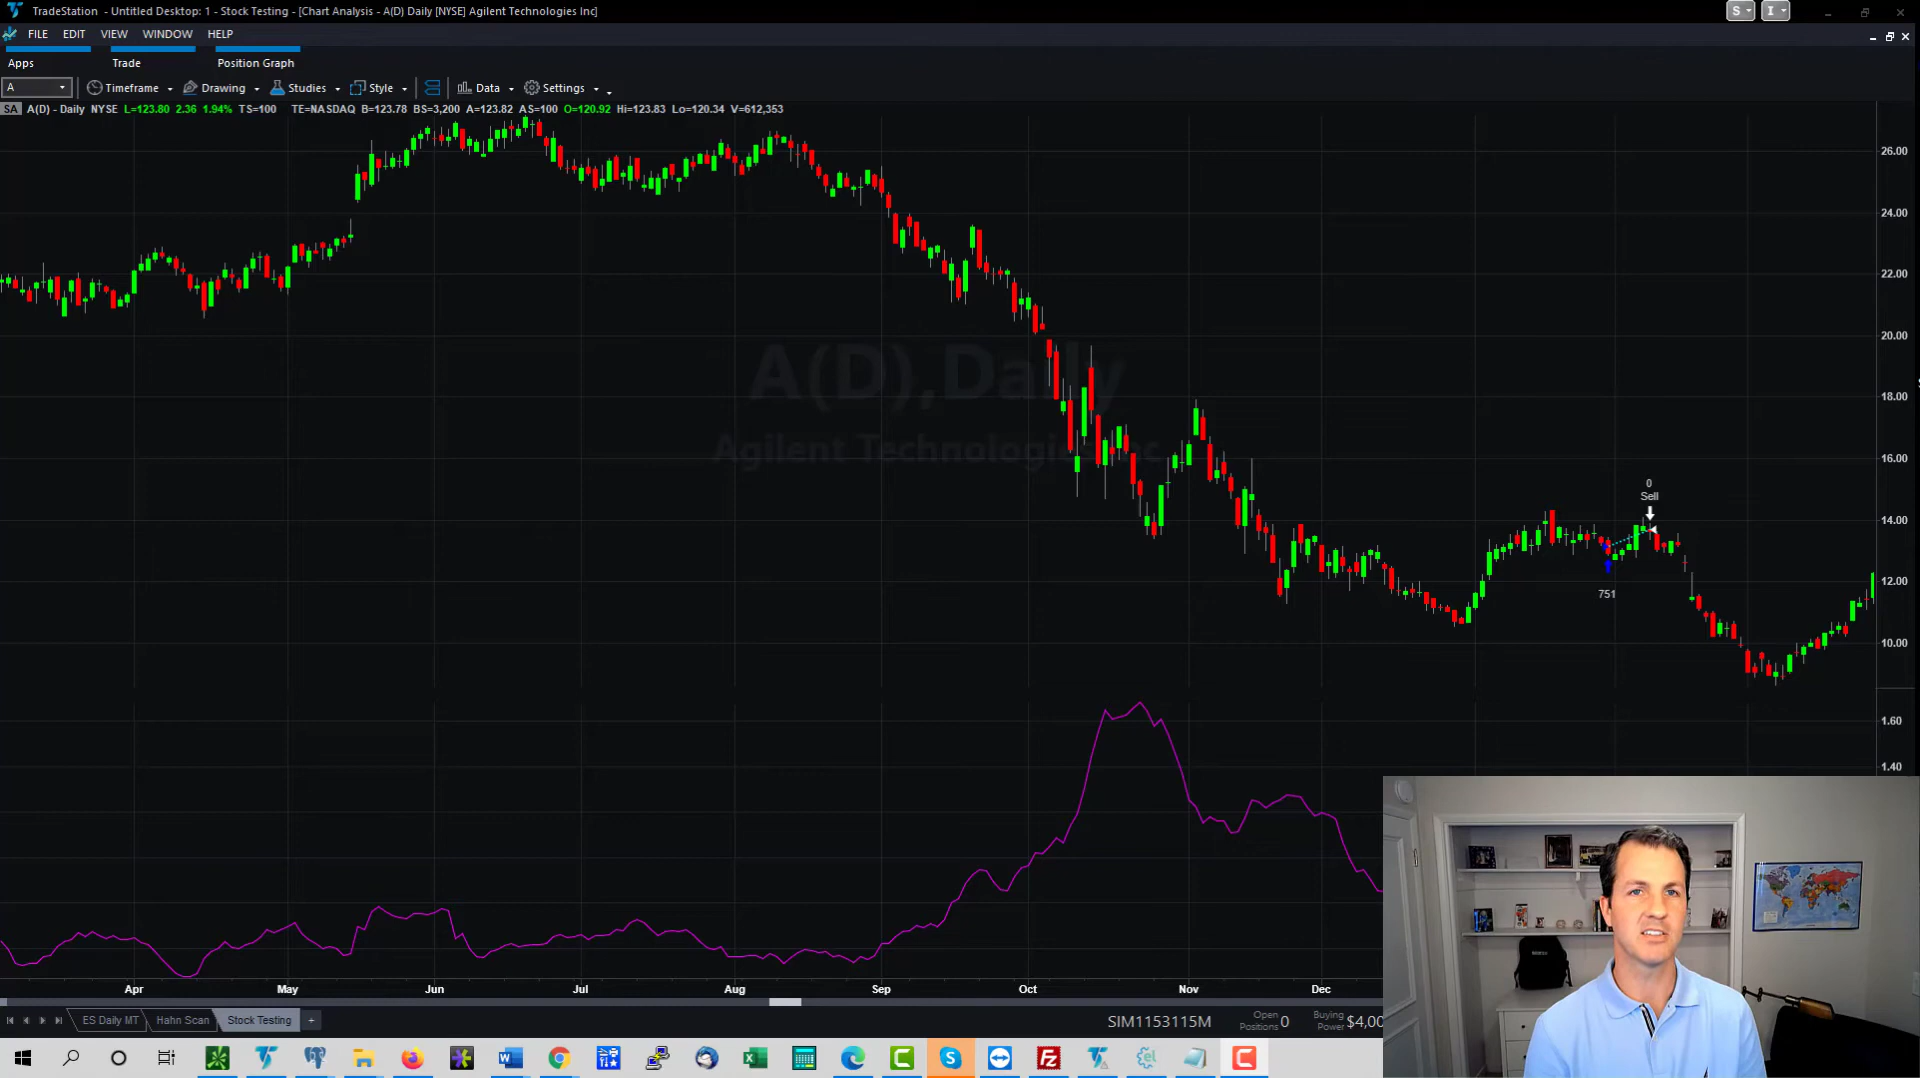 TradeStation - Untitled Desktop: 1 - Stock Testing - [Chart Analysis - A(D) Daily [NYSE] Agilent Technologies Inc]
S
I
FILE EDIT VIEW WINDOW HELP
Apps Trade Position Graph
A Timeframe Drawing Studies Style Data Settings
SA A(D) - Daily NYSE L=123.80 2.36 1.94% TS=100 TE=NASDAQ B=123.78 BS=3,200 A=123.82 AS=100 O=120.92 Hi=123.83 Lo=120.34 V=612,353
26.00
24.00
22.00
20.00
A(D),Daily
18.00
Agilent Technologies Inc
16.00
0
Sell
14.00
12.00
751
10.00
1.60
1.40
Apr May Jun Jul Aug Sep Oct Nov Dec
ES Daily MT Hahn Scan Stock Testing +
SIM1153115M
Open
Positions 0
Buying
Power $4,00